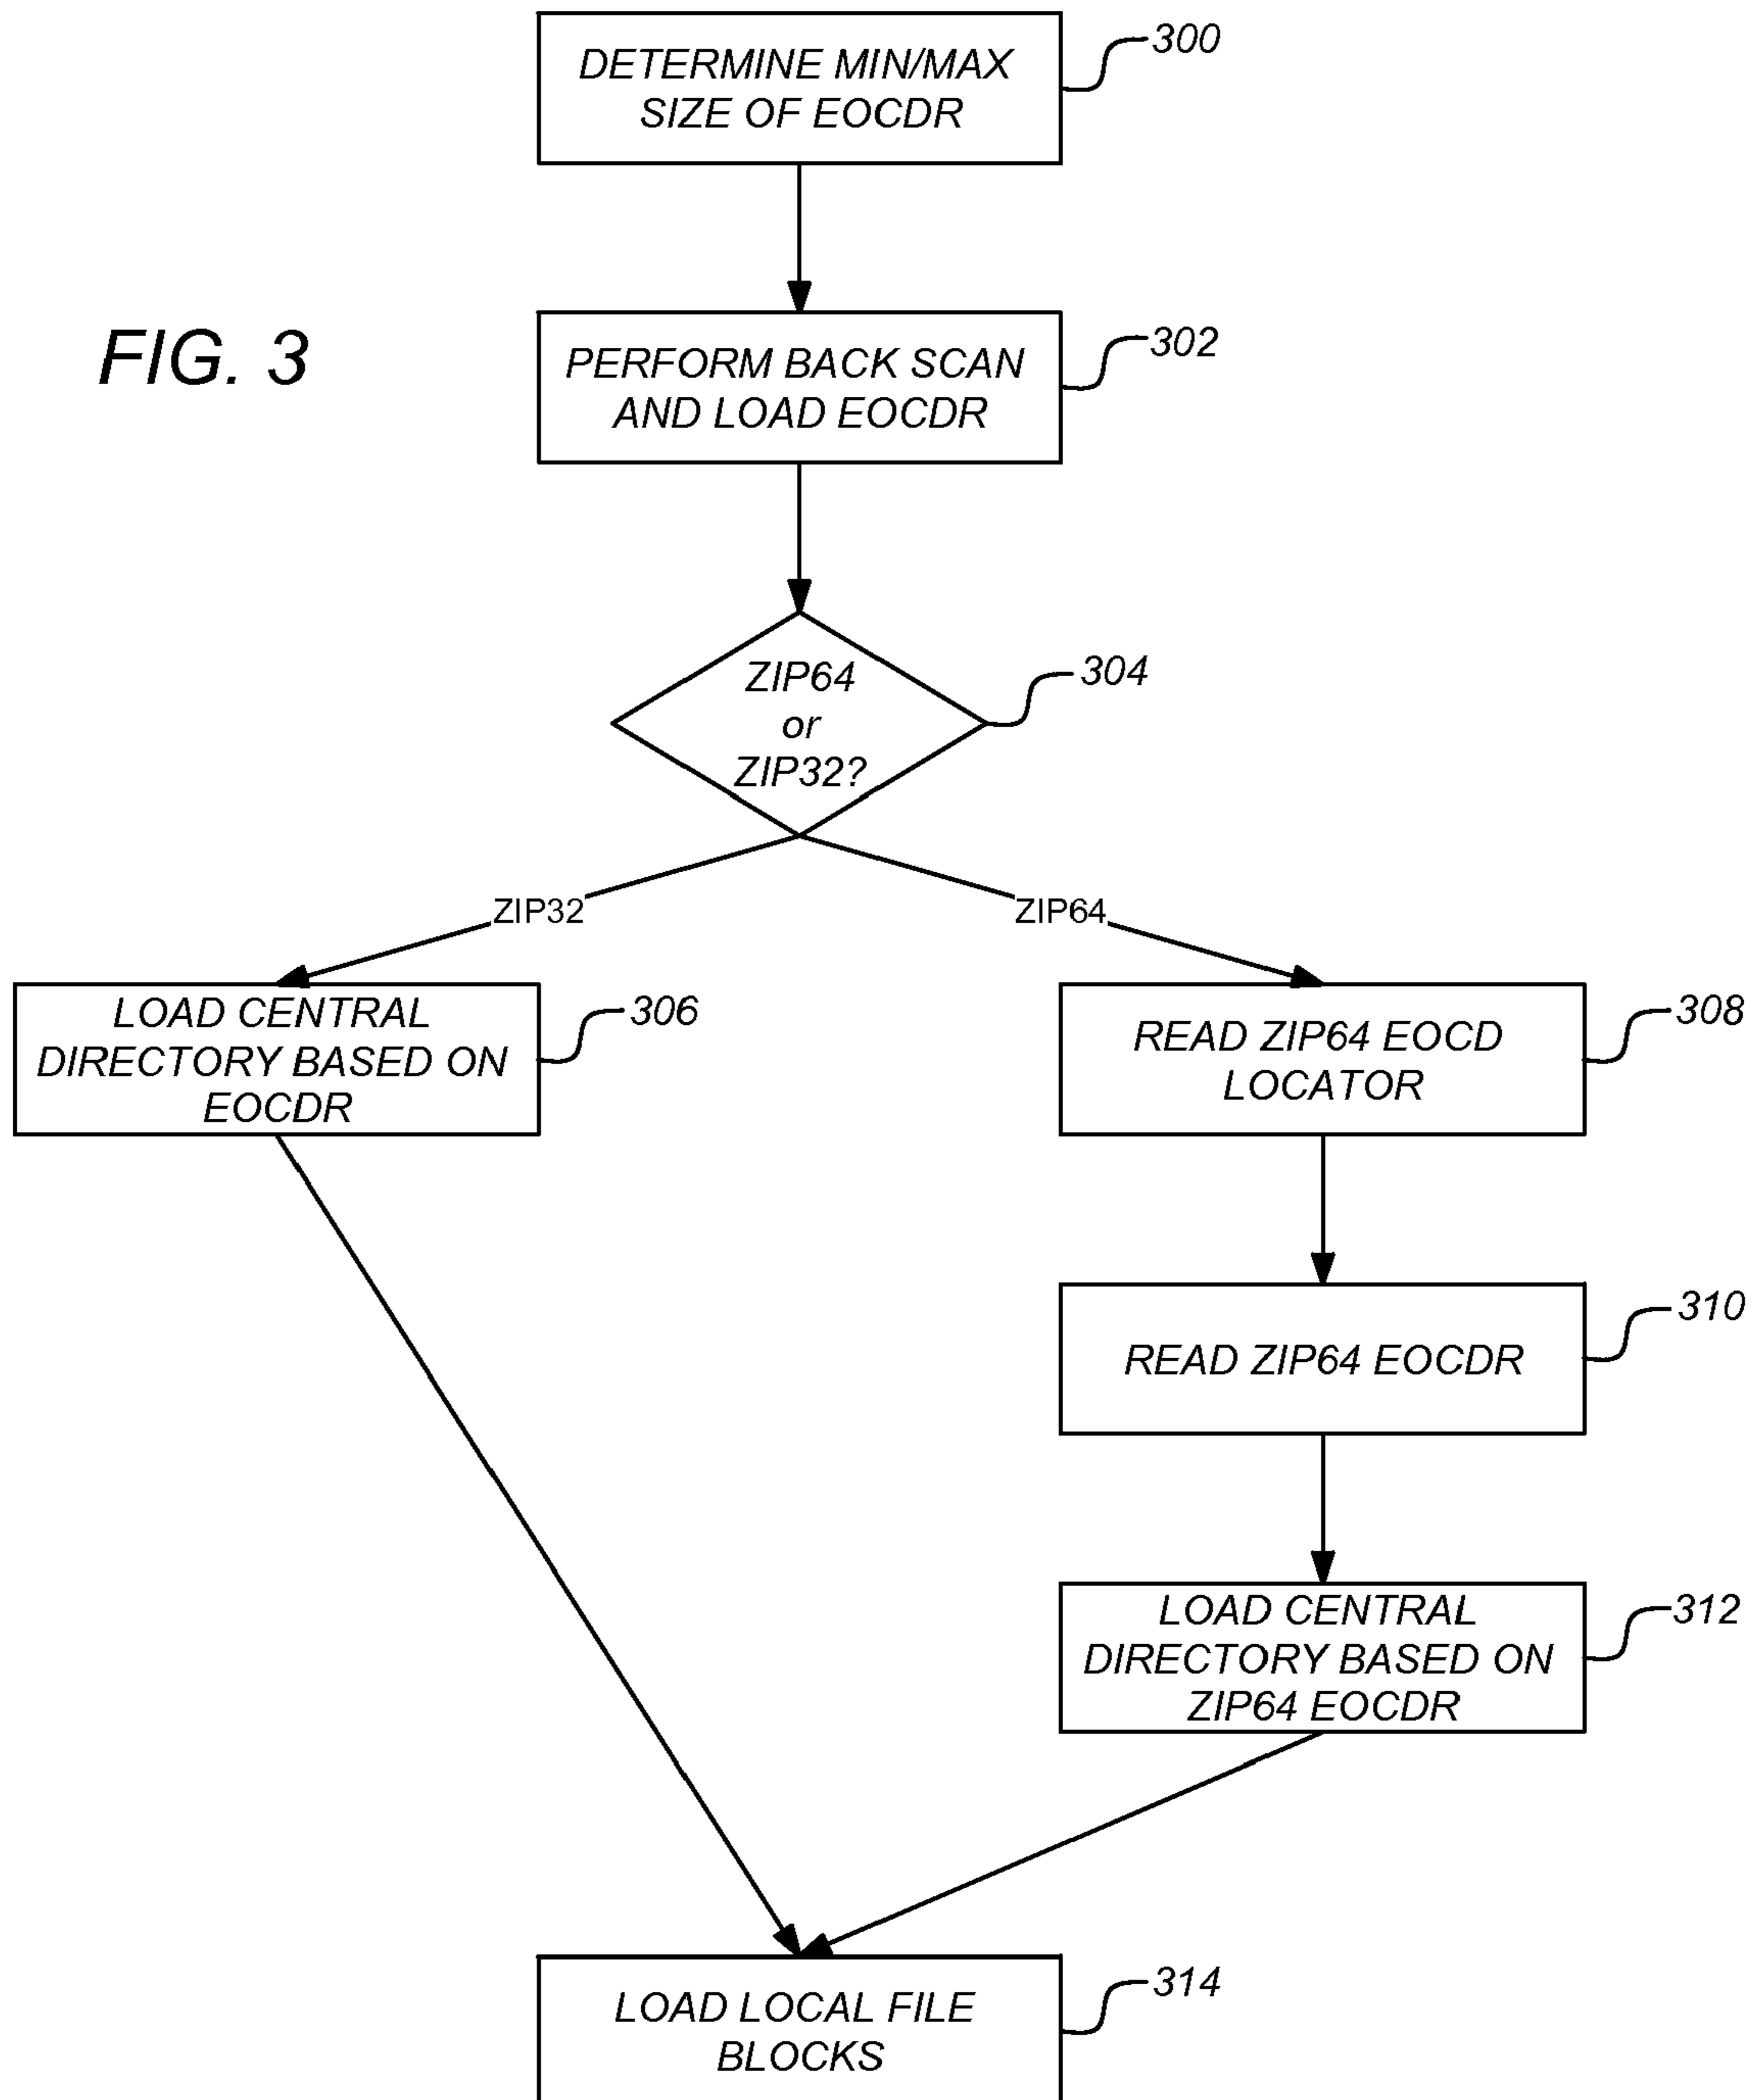 DETERMINE MIN/MAX
SIZE OF EOCDR
300
FIG. 3
PERFORM BACK SCAN
AND LOAD EOCDR
302
ZIP64
or
ZIP32?
304
ZIP32
ZIP64
LOAD CENTRAL
DIRECTORY BASED ON
EOCDR
306
READ ZIP64 EOCD
LOCATOR
308
READ ZIP64 EOCDR
310
LOAD CENTRAL
DIRECTORY BASED ON
ZIP64 EOCDR
312
LOAD LOCAL FILE
BLOCKS
314